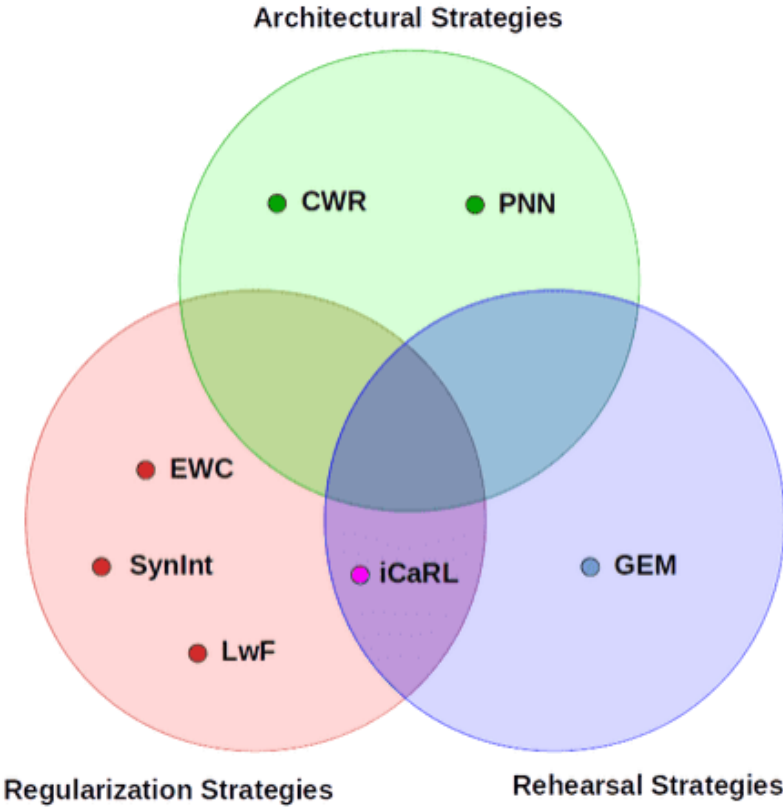 Architectural Strategies
CWR
PNN
EWC
SynInt
iCaRL
GEM
LwF
Regularization Strategies
Rehearsal Strategies